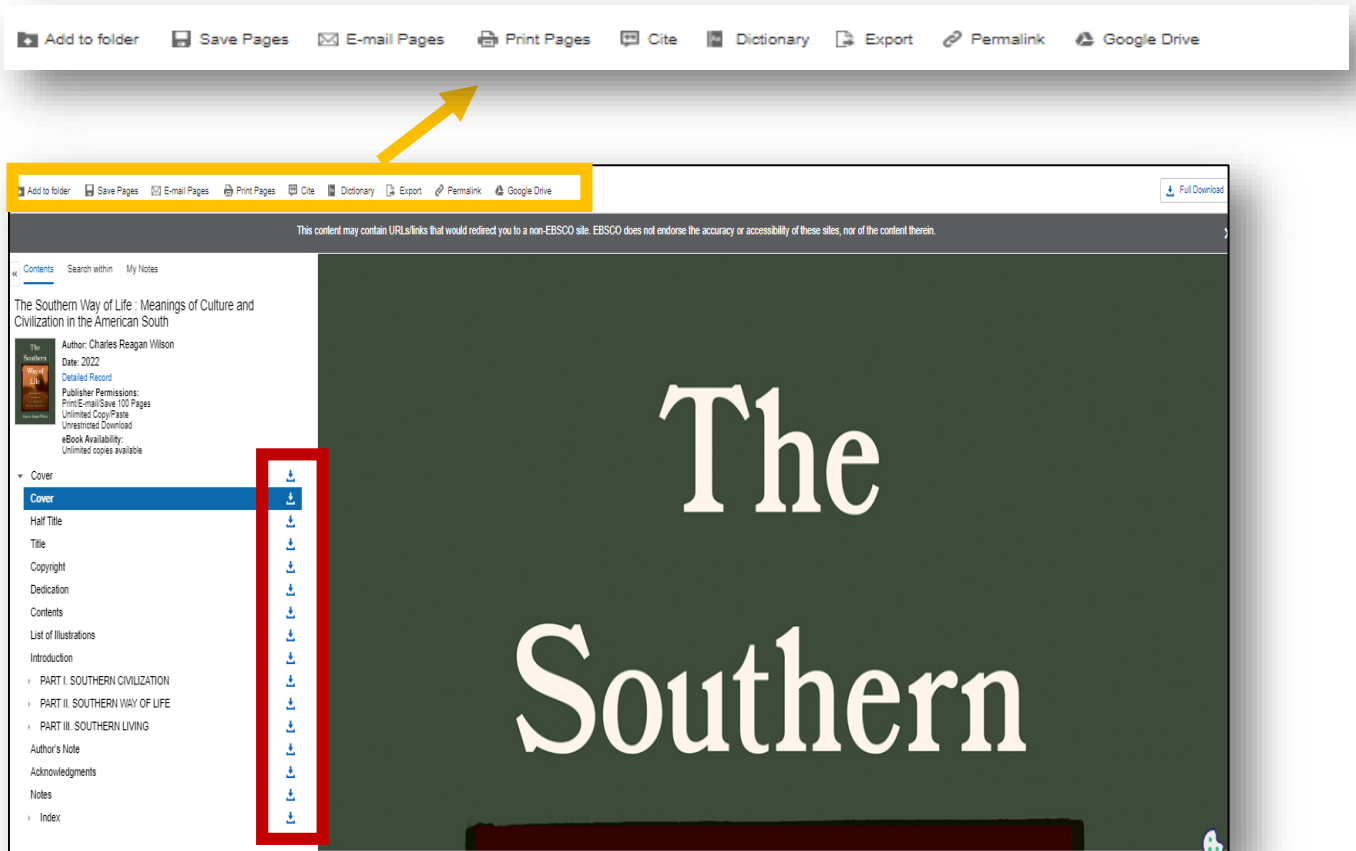 Add to folder Save Pages E-mail Pages Print Pages Cite Dictionary Export Permalink Google Drive
Add to folder Save Pages E-mail Pages Print Pages Cite Dictionary Export Permalink Google Drive Full Download
This content may contain URLs/links that would redirect you to a non-EBSCO site. EBSCO does not endorse the accuracy or accessibility of these sites, nor of the content therein.
« Contents Search within My Notes
The Southern Way of Life : Meanings of Culture and
Civilization in the American South
The
Southern
Way of
Life
Author: Charles Reagan Wilson
Date: 2022
Detailed Record
Publisher Permissions:
Print/E-mail/Save 100 Pages
Unlimited Copy/Paste
Unrestricted Download
eBook Availability:
Unlimited copies available
Cover
Cover
Half Title
Title
Copyright
Dedication
Contents
List of Illustrations
Introduction
PART I. SOUTHERN CIVILIZATION
PART II. SOUTHERN WAY OF LIFE
PART III. SOUTHERN LIVING
Author's Note
Acknowledgments
Notes
Index
The
Southern